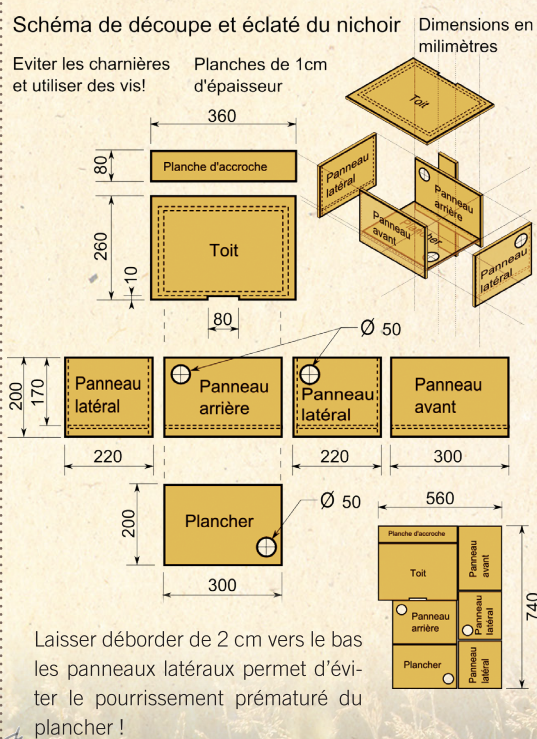 Schéma de découpe et éclaté du nichoir
Dimensions en
milimètres
Eviter les charnières
et utiliser des vis!
Planches de 1cm
d'épaisseur
360
80
Planche d'accroche
260
10
Toit
80
Toit
Panneau
latéral
Panneau
arrière
Panneau
avant
Plancher
Panneau
latéral
Ø 50
200
170
Panneau
latéral
Panneau
arrière
Panneau
latéral
Panneau
avant
220
220
300
200
Plancher
Ø 50
300
560
740
Planche d'accroche
Toit
Panneau
avant
Panneau
arrière
Panneau
latéral
Plancher
Panneau
latéral
Laisser déborder de 2 cm vers le bas
les panneaux latéraux permet d'évi-
ter le pourrissement prématuré du
plancher !